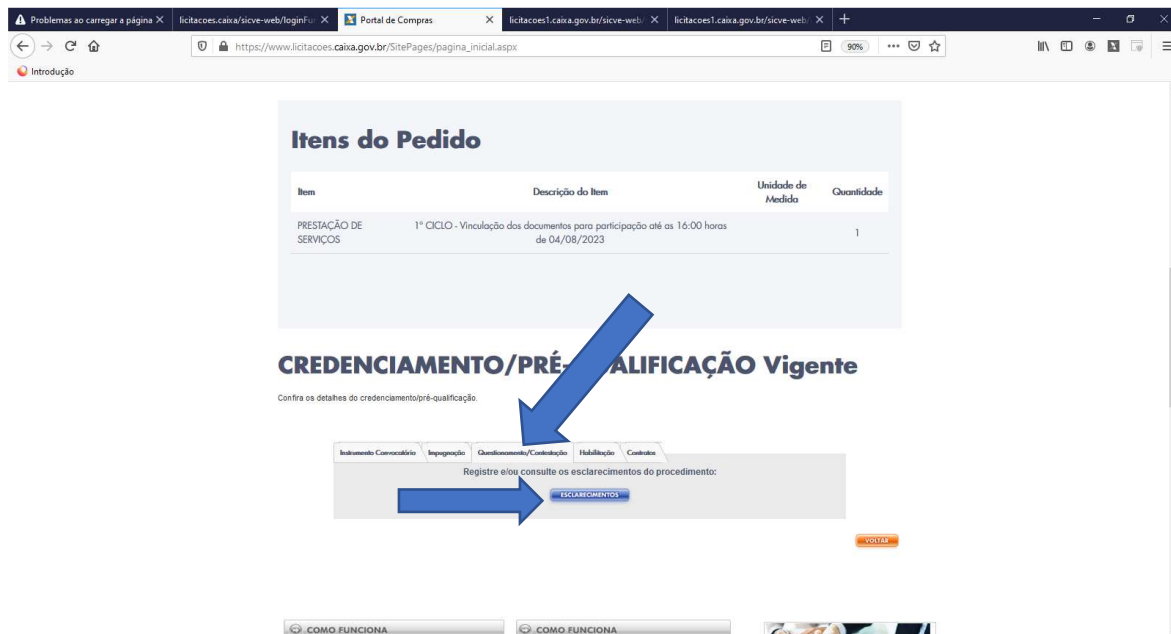 Problemas ao carregar a página
licitacoes.caixa/sicve-web/loginFur
Portal de Compras
licitacoes1.caixa.gov.br/sicve-web/
licitacoes1.caixa.gov.br/sicve-web/
https://www.licitacoes.caixa.gov.br/SitePages/pagina_inicial.aspx
90%
Introdução
Itens do Pedido
Item Descrição do Item Unidade de Medida Quantidade
PRESTAÇÃO DE SERVIÇOS 1º CICLO - Vinculação dos documentos para participação até as 16:00 horas de 04/08/2023 1
CREDENCIAMENTO/PRÉ- ALIFICAÇÃO Vigente
Confira os detalhes do credenciamento/pré-qualificação.
Instrumento Convocatório Impugnação Questionamento/Contestação Habilitação Contratos
Registre e/ou consulte os esclarecimentos do procedimento:
ESCLARECIMENTOS
VOLTAR
COMO FUNCIONA COMO FUNCIONA